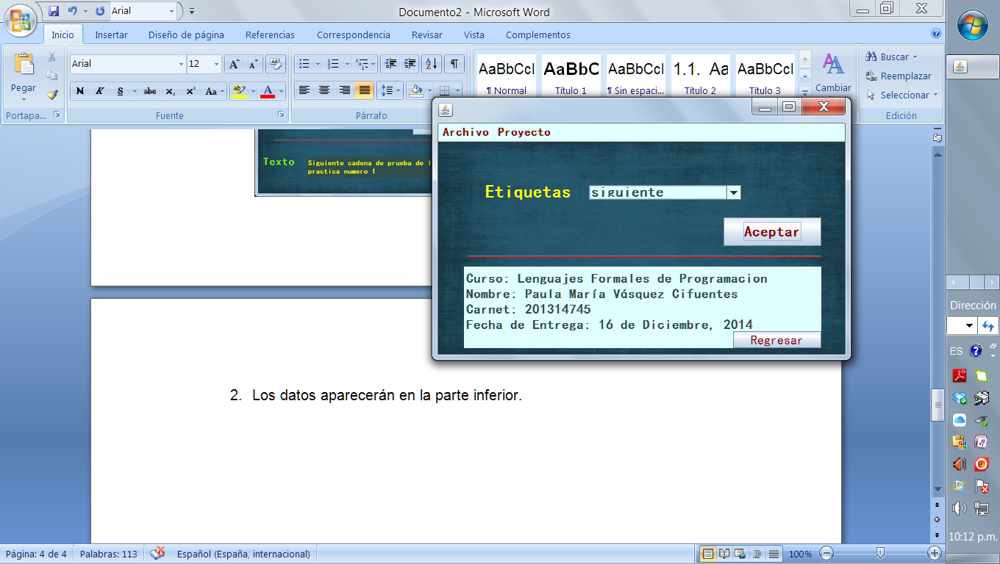 Arial
Documento2 - Microsoft Word
Inicio Insertar Diseño de página Referencias Correspondencia Revisar Vista Complementos
Pegar
Portapa...
Arial 12
N K S abc x₂ x² Aa
Fuente
Párrafo
AaBbCcI AaBbC AaBbCcI 1.1. Aa AaBbCcI
¶ Normal Título 1 ¶ Sin espaci... Título 2 Título 3
Cambiar
Buscar
Reemplazar
Seleccionar
Edición
Archivo Proyecto
Etiquetas siguiente
Aceptar
Curso: Lenguajes Formales de Programacion
Nombre: Paula María Vásquez Cifuentes
Carnet: 201314745
Fecha de Entrega: 16 de Diciembre, 2014
Regresar
Texto Siguiente cadena de prueba de l
practica numero 1
2. Los datos aparecerán en la parte inferior.
Dirección
ES
10:12 p.m.
Página: 4 de 4 Palabras: 113 Español (España, internacional) 100%